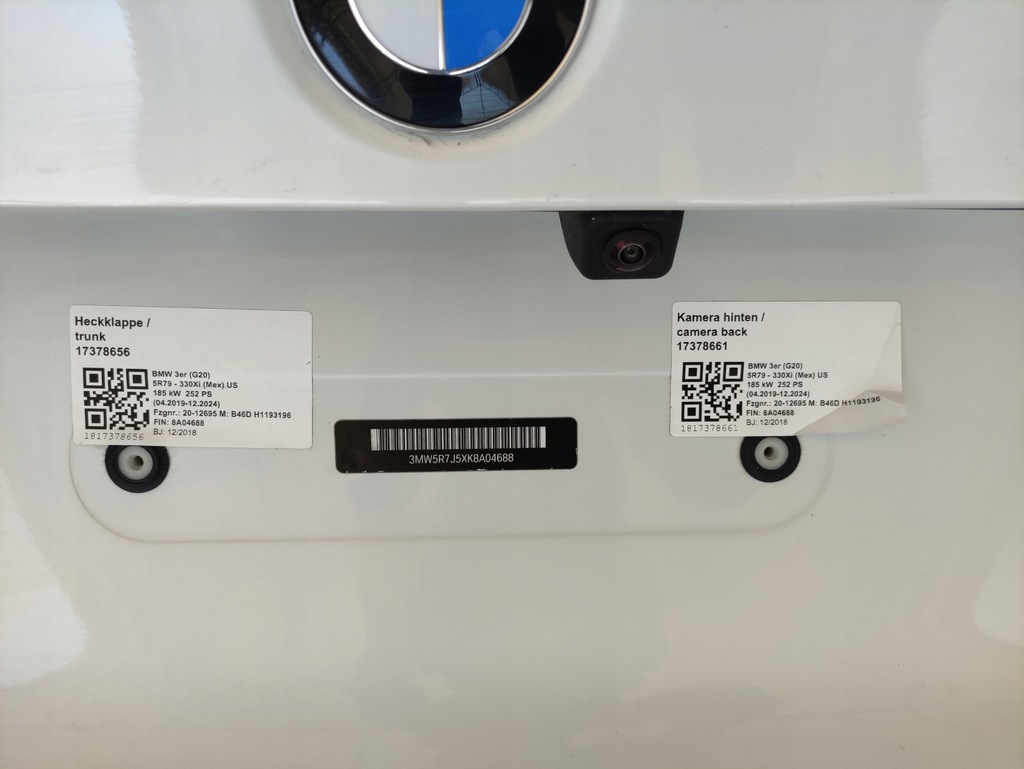 Heckklappe /
trunk
17378656
BMW 3er (G20)
5R79 - 330Xi (Mex) US
185 kW 252 PS
(04.2019-12.2024)
Fzgnr.: 20-12695 M: B46D H1193196
FIN: 8A04688
BJ: 12/2018
1817378656
3MW5R7J5XK8A04688
Kamera hinten /
camera back
17378661
BMW 3er (G20)
5R79 - 330Xi (Mex) US
185 kW 252 PS
(04.2019-12.2024)
Fzgnr.: 20-12695 M: B46D H1193196
FIN: 8A04688
BJ: 12/2018
1817378661